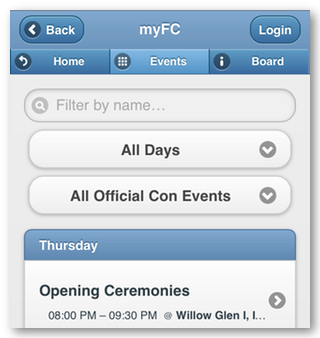 Back
myFC
Login
Home
Events
Board
Filter by name...
All Days
All Official Con Events
Thursday
Opening Ceremonies
08:00 PM – 09:30 PM @ Willow Glen I, I...